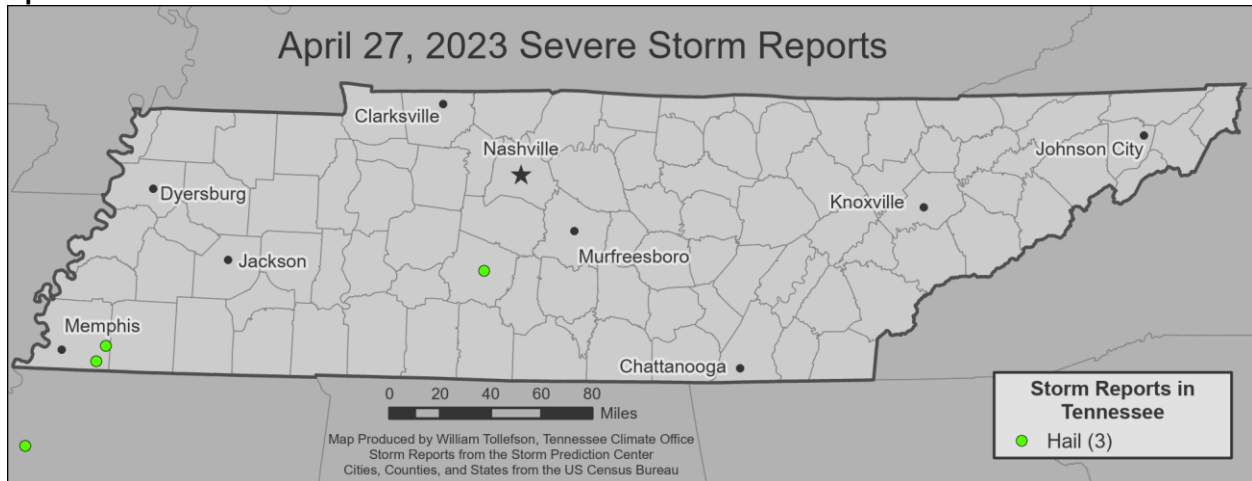 April 27, 2023 Severe Storm Reports
Clarksville
Nashville
Johnson City
Dyersburg
Knoxville
Murfreesboro
Jackson
Memphis
Chattanooga
0 20 40 60 80
Miles
Map Produced by William Tollefson, Tennessee Climate Office
Storm Reports from the Storm Prediction Center
Cities, Counties, and States from the US Census Bureau
Storm Reports in
Tennessee
Hail (3)